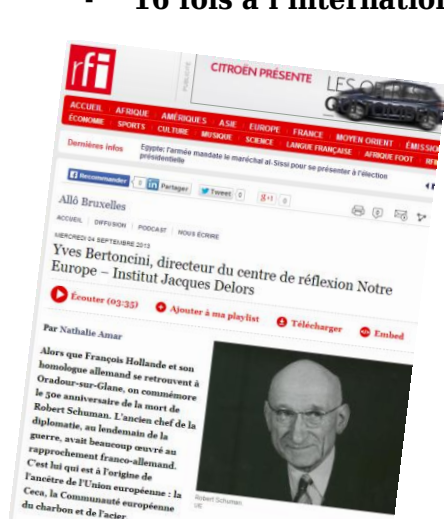 - 16 fois à l'internation
rfi
PUBLICITÉ
CITROËN PRÉSENTE
ACCUEIL AFRIQUE AMÉRIQUES ASIE EUROPE FRANCE MOYEN ORIENT ÉMISSIO
ÉCONOMIE SPORTS CULTURE MUSIQUE SCIENCE LANGUE FRANÇAISE AFRIQUE FOOT
Dernières infos
Egypte: l'armée mandate le maréchal al-Sissi pour se présenter à l'élection
présidentielle
Recommander 0 Partager Tweet 0 g+1 0
Allô Bruxelles
ACCUEIL DIFFUSION PODCAST NOUS ÉCRIRE
MERCREDI 04 SEPTEMBRE 2013
Yves Bertoncini, directeur du centre de réflexion Notre
Europe – Institut Jacques Delors
Écouter (03:35) Ajouter à ma playlist Télécharger Embed
Par Nathalie Amar
Alors que François Hollande et son
homologue allemand se retrouvent à
Oradour-sur-Glane, on commémore
le 50e anniversaire de la mort de
Robert Schuman. L'ancien chef de la
diplomatie, au lendemain de la
guerre, avait beaucoup œuvré au
rapprochement franco-allemand.
C'est lui qui est à l'origine de
l'ancêtre de l'Union européenne : la
Ceca, la Communauté européenne
du charbon et de l'acier.
Robert Schuman